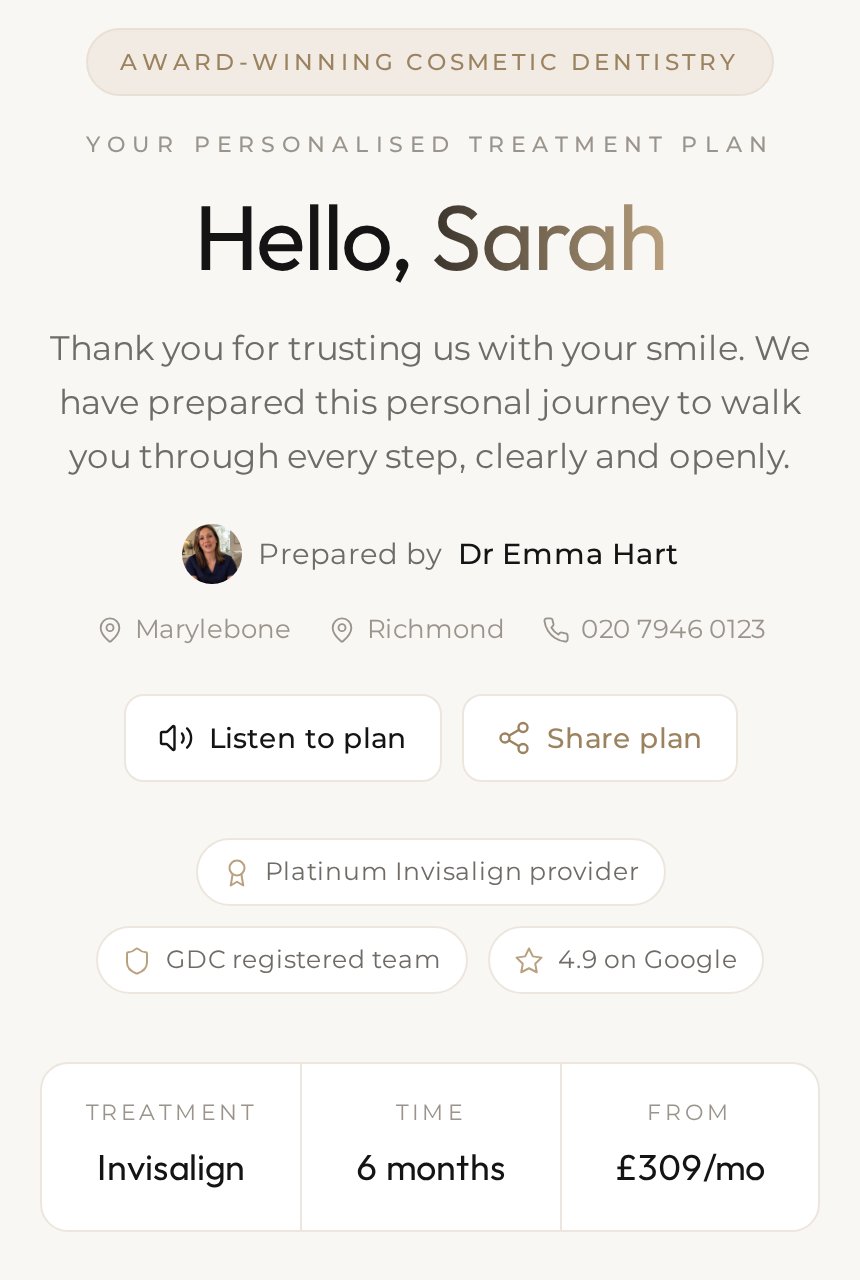 AWARD-WINNING COSMETIC DENTISTRY
YOUR PERSONALISED TREATMENT PLAN
Hello, Sarah
Thank you for trusting us with your smile. We
have prepared this personal journey to walk
you through every step, clearly and openly.
Prepared by Dr Emma Hart
Marylebone Richmond 020 7946 0123
Listen to plan Share plan
Platinum Invisalign provider
GDC registered team 4.9 on Google
TREATMENT TIME FROM
Invisalign 6 months £309/mo